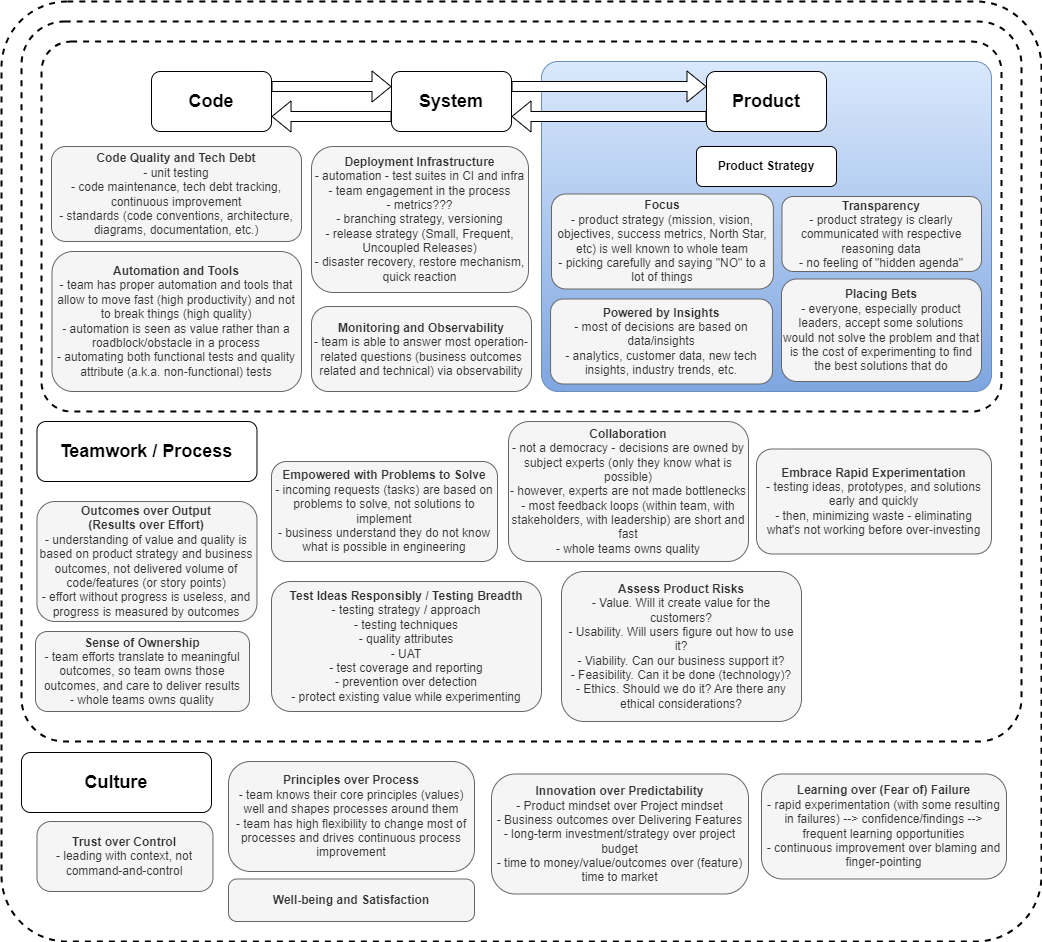 Code
System
Product
Code Quality and Tech Debt
- unit testing
- code maintenance, tech debt tracking,
continuous improvement
- standards (code conventions, architecture,
diagrams, documentation, etc.)
Automation and Tools
- team has proper automation and tools that
allow to move fast (high productivity) and not
to break things (high quality)
- automation is seen as value rather than a
roadblock/obstacle in a process
- automating both functional tests and quality
attribute (a.k.a. non-functional) tests
Deployment Infrastructure
- automation - test suites in CI and infra
- team engagement in the process
- metrics???
- branching strategy, versioning
- release strategy (Small, Frequent,
Uncoupled Releases)
- disaster recovery, restore mechanism,
quick reaction
Monitoring and Observability
- team is able to answer most operation-
related questions (business outcomes
related and technical) via observability
Product Strategy
Focus
- product strategy (mission, vision,
objectives, success metrics, North Star,
etc) is well known to whole team
- picking carefully and saying "NO" to a
lot of things
Transparency
- product strategy is clearly
communicated with respective
reasoning data
- no feeling of "hidden agenda"
Powered by Insights
- most of decisions are based on
data/insights
- analytics, customer data, new tech
insights, industry trends, etc.
Placing Bets
- everyone, especially product
leaders, accept some solutions
would not solve the problem and that
is the cost of experimenting to find
the best solutions that do
Teamwork / Process
Outcomes over Output
(Results over Effort)
- understanding of value and quality is
based on product strategy and business
outcomes, not delivered volume of
code/features (or story points)
- effort without progress is useless, and
progress is measured by outcomes
Sense of Ownership
- team efforts translate to meaningful
outcomes, so team owns those
outcomes, and care to deliver results
- whole teams owns quality
Empowered with Problems to Solve
- incoming requests (tasks) are based on
problems to solve, not solutions to
implement
- business understand they do not know
what is possible in engineering
Collaboration
- not a democracy - decisions are owned by
subject experts (only they know what is
possible)
- however, experts are not made bottlenecks
- most feedback loops (within team, with
stakeholders, with leadership) are short and
fast
- whole teams owns quality
Embrace Rapid Experimentation
- testing ideas, prototypes, and solutions
early and quickly
- then, minimizing waste - eliminating
what's not working before over-investing
Test Ideas Responsibly / Testing Breadth
- testing strategy / approach
- testing techniques
- quality attributes
- UAT
- test coverage and reporting
- prevention over detection
- protect existing value while experimenting
Assess Product Risks
- Value. Will it create value for the
customers?
- Usability. Will users figure out how to use
it?
- Viability. Can our business support it?
- Feasibility. Can it be done (technology)?
- Ethics. Should we do it? Are there any
ethical considerations?
Culture
Trust over Control
- leading with context, not
command-and-control
Principles over Process
- team knows their core principles (values)
well and shapes processes around them
- team has high flexibility to change most of
processes and drives continuous process
improvement
Well-being and Satisfaction
Innovation over Predictability
- Product mindset over Project mindset
- Business outcomes over Delivering Features
- long-term investment/strategy over project
budget
- time to money/value/outcomes over (feature)
time to market
Learning over (Fear of) Failure
- rapid experimentation (with some resulting
in failures) --> confidence/findings -->
frequent learning opportunities
- continuous improvement over blaming and
finger-pointing